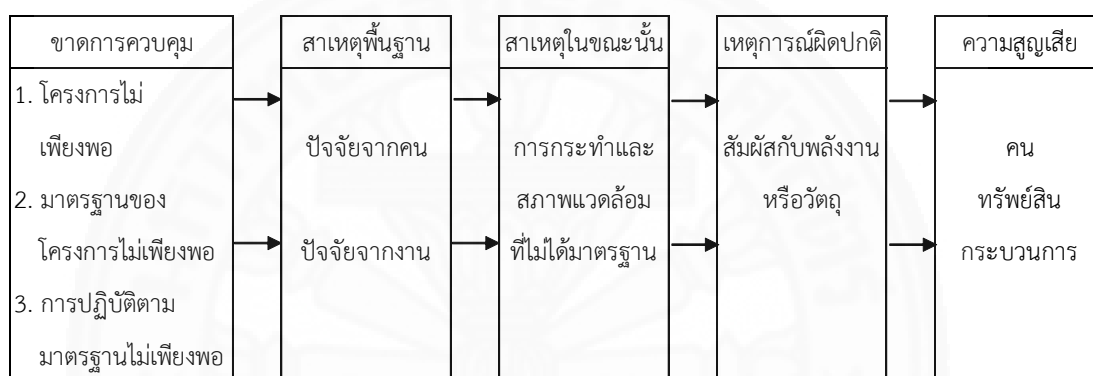 ขาดการควบคุม
1. โครงการไม่
เพียงพอ
2. มาตรฐานของ
โครงการไม่เพียงพอ
3. การปฏิบัติตาม
มาตรฐานไม่เพียงพอ
สาเหตุพื้นฐาน
ปัจจัยจากคน
ปัจจัยจากงาน
สาเหตุในขณะนั้น
การกระทำและ
สภาพแวดล้อม
ที่ไม่ได้มาตรฐาน
เหตุการณ์ผิดปกติ
สัมผัสกับพลังงาน
หรือวัตถุ
ความสูญเสีย
คน
ทรัพย์สิน
กระบวนการ